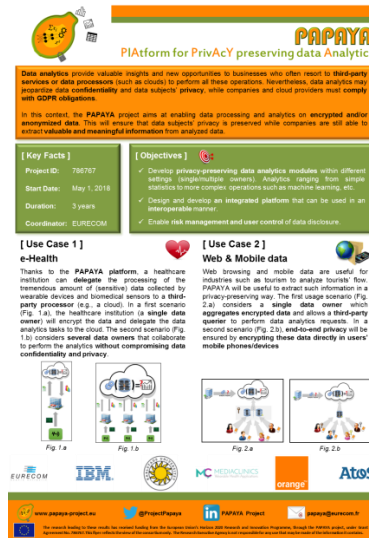 PAPAYA
PlAtform for PrivAcY preserving data Analytic
Data analytics provide valuable insights and new opportunities to businesses who often resort to third-party
services or data processors (such as clouds) to perform all these operations. Nevertheless, data analytics may
jeopardize data confidentiality and data subjects' privacy, while companies and cloud providers must comply
with GDPR obligations.
In this context, the PAPAYA project aims at enabling data processing and analytics on encrypted and/or
anonymized data. This will ensure that data subjects' privacy is preserved while companies are still able to
extract valuable and meaningful information from analyzed data.
[ Key Facts ]
Project ID: 786767
Start Date: May 1, 2018
Duration: 3 years
Coordinator: EURECOM
[ Objectives ]
✓ Develop privacy-preserving data analytics modules within different
settings (single/multiple owners). Analytics ranging from simple
statistics to more complex operations such as machine learning, etc.
✓ Design and develop an integrated platform that can be used in an
interoperable manner.
✓ Enable risk management and user control of data disclosure.
[ Use Case 1 ]
e-Health
Thanks to the PAPAYA platform, a healthcare
institution can delegate the processing of the
tremendous amount of (sensitive) data collected by
wearable devices and biomedical sensors to a third-
party processor (e.g., a cloud). In a first scenario
(Fig. 1.a), the healthcare institution (a single data
owner) will encrypt the data and delegate the data
analytics tasks to the cloud. The second scenario (Fig.
1.b) considers several data owners that collaborate
to perform the analytics without compromising data
confidentiality and privacy.
Fig. 1.a
Fig. 1.b
[ Use Case 2 ]
Web & Mobile data
Web browsing and mobile data are useful for
industries such as tourism to analyze tourists' flow.
PAPAYA will be useful to extract such information in a
privacy-preserving way. The first usage scenario (Fig.
2.a) considers a single data owner which
aggregates encrypted data and allows a third-party
querier to perform data analytics requests. In a
second scenario (Fig. 2.b), end-to-end privacy will be
ensured by encrypting these data directly in users'
mobile phones/devices
Fig. 2.a
Fig. 2.b
EURECOM
IBM
MEDIACLINICS
orange
Atos
www.papaya-project.eu
@ProjectPapaya
PAPAYA Project
papaya@eurecom.fr